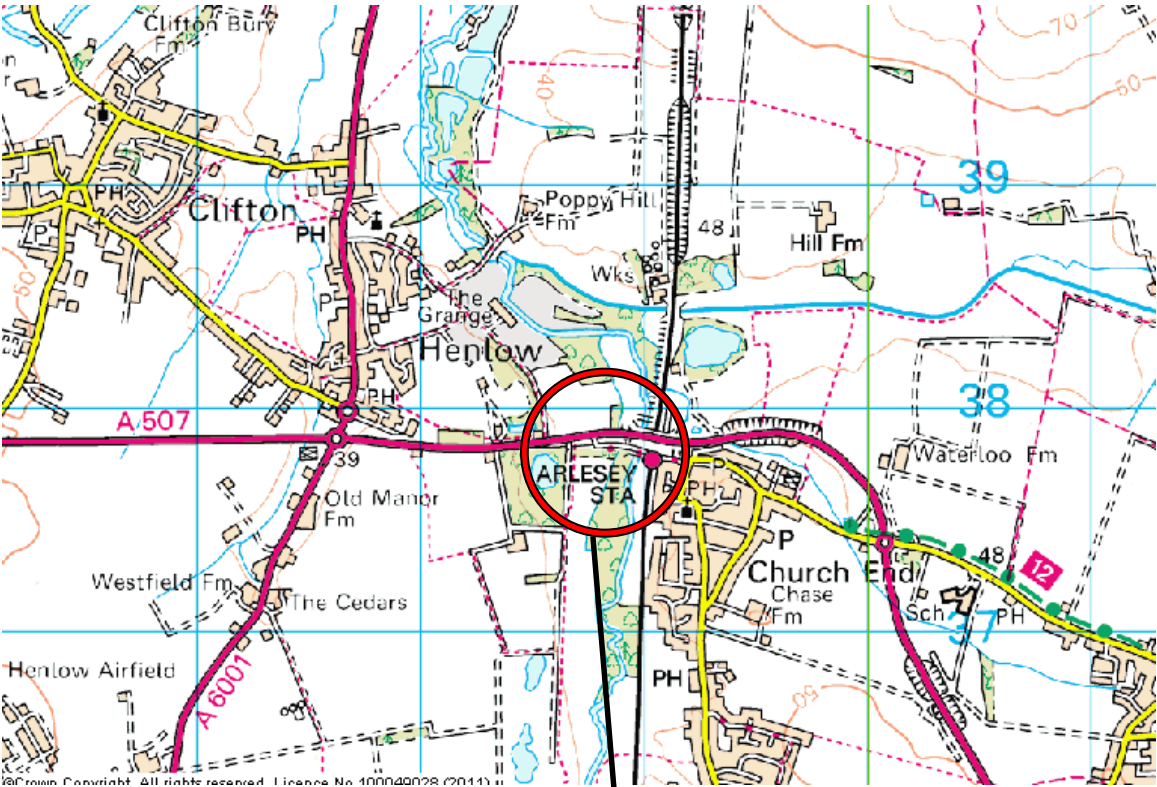 Clifton Bury
Fm
PH
Clifton
PH
P
P
50
Poppy Hill
Fm
40
48
Wks
Hill Fm
39
70
50
The
Grange
Henlow
PH
A 507
39
38
ARLESEY
STA
P
PH
Waterloo Fm
Old Manor
Fm
P
Church End
Chase
Fm
48
12
Sch
PH
37
Westfield Fm
The Cedars
Henlow Airfield
A 6001
PH
50
©Crown Copyright. All rights reserved. Licence No 100049028 (2011)